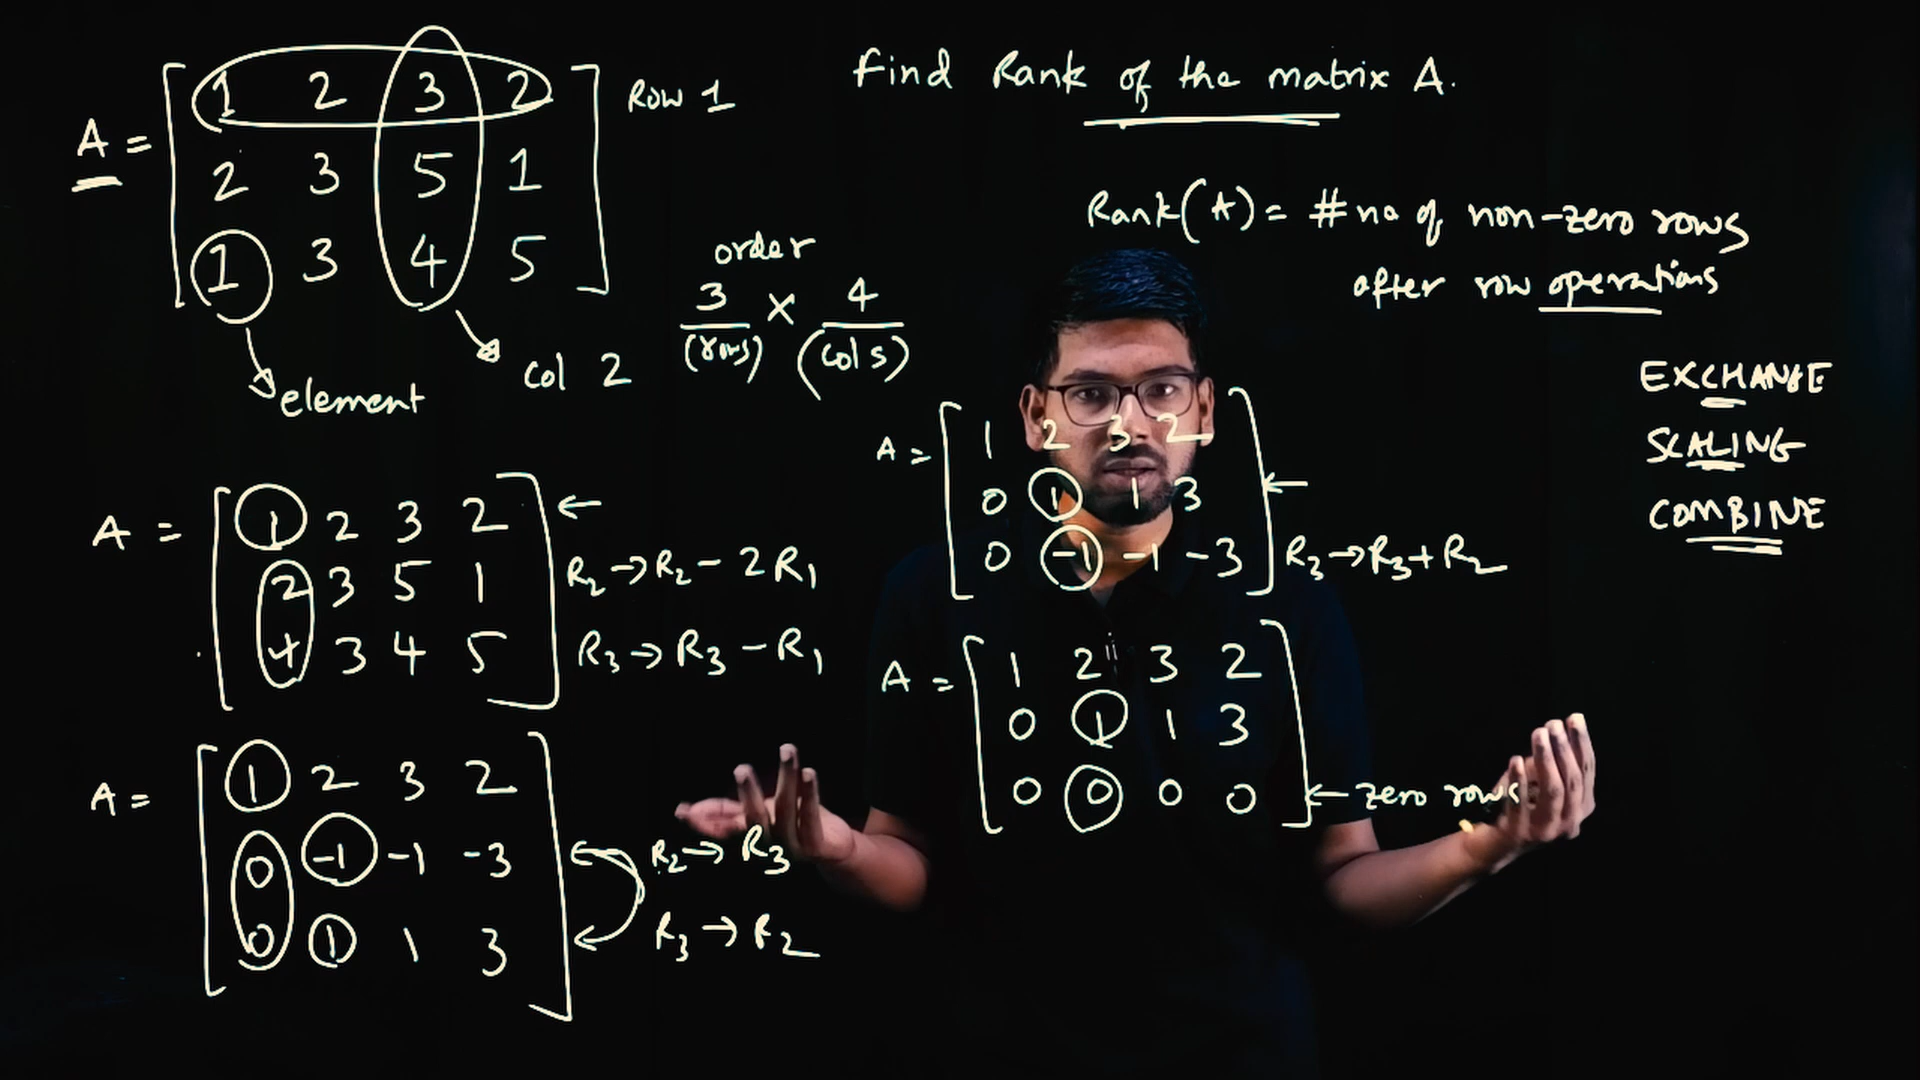 Find Rank of the matrix A.
A = [ 1 2 3 2 ] Row 1
2 3 5 1
1 3 4 5
element
col 2
order
3 × 4
(rows) (cols)
Rank(A) = # no of non-zero rows
after row operations
EXCHANGE
SCALING
COMBINE
A = [ 1 2 3 2 ] ←
2 3 5 1 R2 → R2 - 2R1
1 3 4 5 R3 → R3 - R1
A = [ 1 2 3 2 ]
0 -1 -1 -3 R2 → R3
0 1 1 3 R3 → R2
A = [ 1 2 3 2 ]
0 1 1 3 ←
0 -1 -1 -3 R3 → R3 + R2
A = [ 1 2 3 2 ]
0 1 1 3
0 0 0 0 ← zero rows